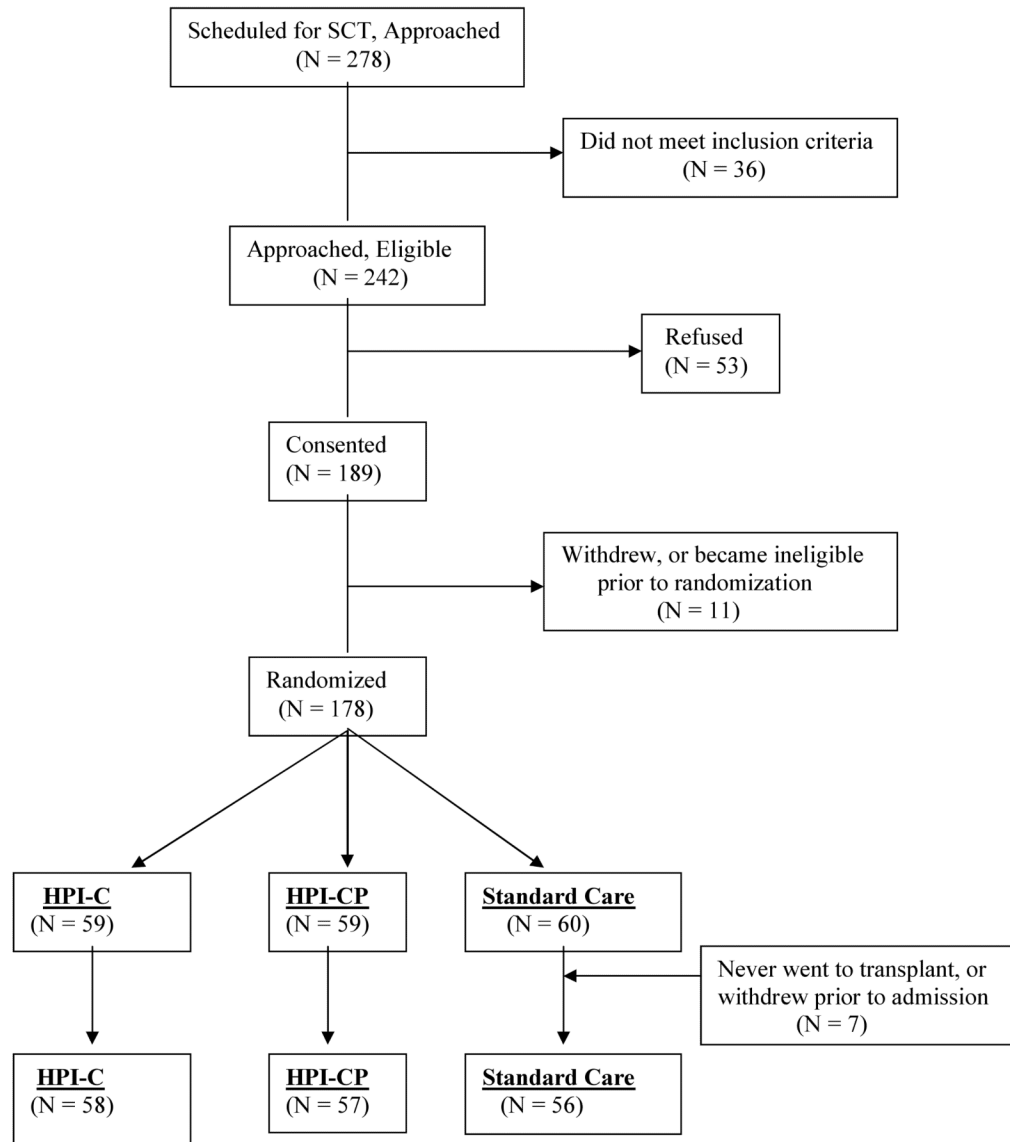 Scheduled for SCT, Approached
(N = 278)
Did not meet inclusion criteria
(N = 36)
Approached, Eligible
(N = 242)
Refused
(N = 53)
Consented
(N = 189)
Withdrew, or became ineligible
prior to randomization
(N = 11)
Randomized
(N = 178)
HPI-C
(N = 59)
HPI-CP
(N = 59)
Standard Care
(N = 60)
Never went to transplant, or
withdrew prior to admission
(N = 7)
HPI-C
(N = 58)
HPI-CP
(N = 57)
Standard Care
(N = 56)